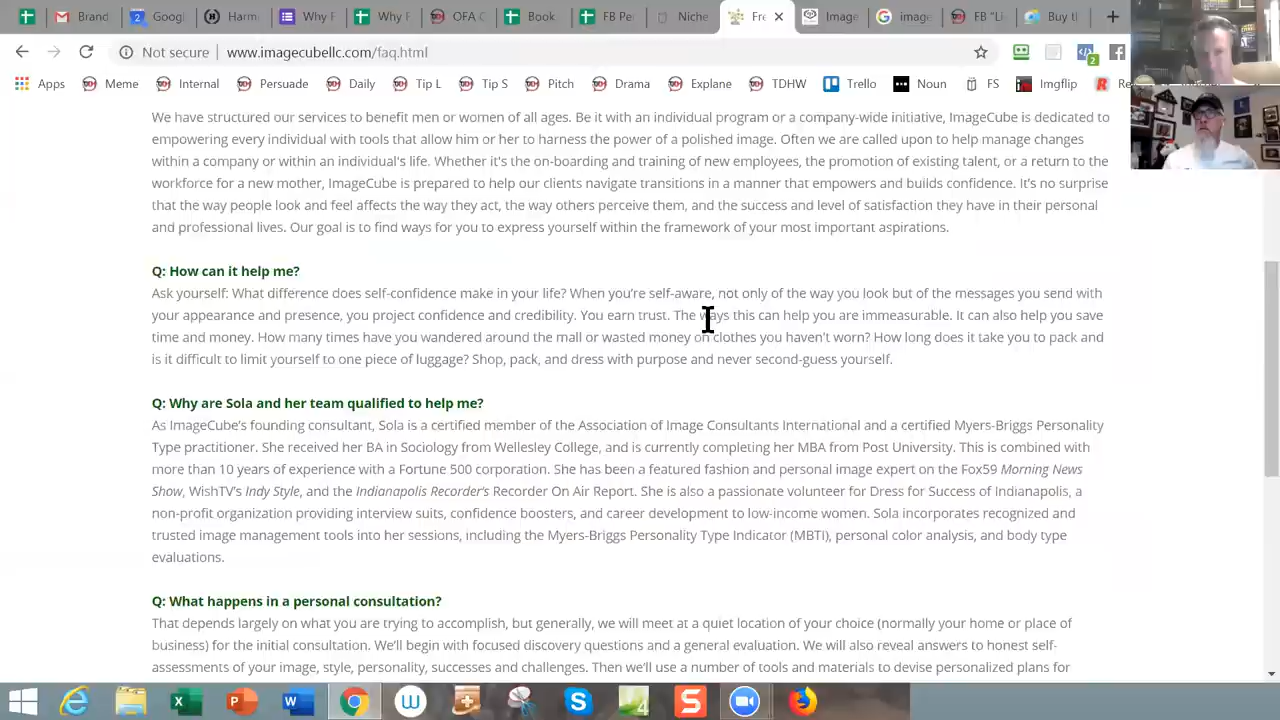 Brand
Googl
Harm
Why F
Why F
OFA C
Book
FB Per
Niche
Fre
Image
image
FB "Li
Buy th
Not secure
www.imagecubellc.com/faq.html
2
Apps
Meme
Internal
Persuade
Daily
Tip L
Tip S
Pitch
Drama
Explane
TDHW
Trello
Noun
FS
Imgflip
We have structured our services to benefit men or women of all ages. Be it with an individual program or a company-wide initiative, ImageCube is dedicated to
empowering every individual with tools that allow him or her to harness the power of a polished image. Often we are called upon to help manage changes
within a company or within an individual's life. Whether it's the on-boarding and training of new employees, the promotion of existing talent, or a return to the
workforce for a new mother, ImageCube is prepared to help our clients navigate transitions in a manner that empowers and builds confidence. It's no surprise
that the way people look and feel affects the way they act, the way others perceive them, and the success and level of satisfaction they have in their personal
and professional lives. Our goal is to find ways for you to express yourself within the framework of your most important aspirations.
Q: How can it help me?
Ask yourself: What difference does self-confidence make in your life? When you're self-aware, not only of the way you look but of the messages you send with
your appearance and presence, you project confidence and credibility. You earn trust. The ways this can help you are immeasurable. It can also help you save
time and money. How many times have you wandered around the mall or wasted money on clothes you haven't worn? How long does it take you to pack and
is it difficult to limit yourself to one piece of luggage? Shop, pack, and dress with purpose and never second-guess yourself.
Q: Why are Sola and her team qualified to help me?
As ImageCube's founding consultant, Sola is a certified member of the Association of Image Consultants International and a certified Myers-Briggs Personality
Type practitioner. She received her BA in Sociology from Wellesley College, and is currently completing her MBA from Post University. This is combined with
more than 10 years of experience with a Fortune 500 corporation. She has been a featured fashion and personal image expert on the Fox59 Morning News
Show, WishTV's Indy Style, and the Indianapolis Recorder's Recorder On Air Report. She is also a passionate volunteer for Dress for Success of Indianapolis, a
non-profit organization providing interview suits, confidence boosters, and career development to low-income women. Sola incorporates recognized and
trusted image management tools into her sessions, including the Myers-Briggs Personality Type Indicator (MBTI), personal color analysis, and body type
evaluations.
Q: What happens in a personal consultation?
That depends largely on what you are trying to accomplish, but generally, we will meet at a quiet location of your choice (normally your home or place of
business) for the initial consultation. We'll begin with focused discovery questions and a general evaluation. We will also reveal answers to honest self-
assessments of your image, style, personality, successes and challenges. Then we'll use a number of tools and materials to devise personalized plans for